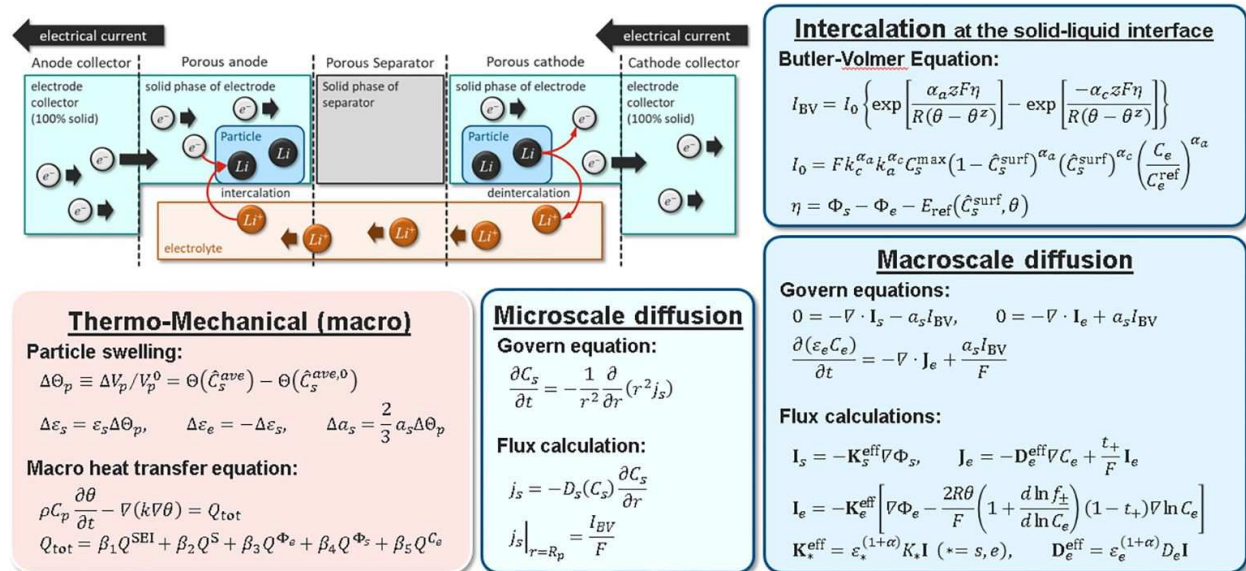 electrical current
electrical current
Anode collector
Porous anode
Porous Separator
Porous cathode
Cathode collector
electrode
collector
(100% solid)
solid phase of electrode
Solid phase of
separator
solid phase of electrode
electrode
collector
(100% solid)
e⁻
e⁻
e⁻
e⁻
e⁻
e⁻
Particle
Li
Li
e⁻
e⁻
e⁻
Particle
Li
Li
e⁻
e⁻
e⁻
intercalation
deintercalation
Li⁺
Li⁺
Li⁺
Li⁺
Li⁺
electrolyte
Intercalation at the solid-liquid interface
Butler-Volmer Equation:
I_BV = I_0 { exp [ α_a zFη / R(θ − θ^z) ] − exp [ −α_c zFη / R(θ − θ^z) ] }
I_0 = F k_c^{α_a} k_a^{α_c} C_s^{max} (1 − Ĉ_s^{surf})^{α_a} (Ĉ_s^{surf})^{α_c} (C_e / C_e^{ref})^{α_a}
η = Φ_s − Φ_e − E_ref(Ĉ_s^{surf}, θ)
Thermo-Mechanical (macro)
Particle swelling:
ΔΘ_p ≡ ΔV_p/V_p^0 = Θ(Ĉ_s^{ave}) − Θ(Ĉ_s^{ave,0})
Δε_s = ε_s ΔΘ_p, Δε_e = −Δε_s, Δa_s = 2/3 a_s ΔΘ_p
Macro heat transfer equation:
ρC_p ∂θ/∂t − ∇(k∇θ) = Q_tot
Q_tot = β_1 Q^{SEI} + β_2 Q^S + β_3 Q^{Φ_e} + β_4 Q^{Φ_s} + β_5 Q^{C_e}
Microscale diffusion
Govern equation:
∂C_s/∂t = − 1/r² ∂/∂r (r² j_s)
Flux calculation:
j_s = −D_s(C_s) ∂C_s/∂r
j_s|_{r=R_p} = I_BV / F
Macroscale diffusion
Govern equations:
0 = −∇ · I_s − a_s I_BV, 0 = −∇ · I_e + a_s I_BV
∂(ε_e C_e)/∂t = −∇ · J_e + a_s I_BV / F
Flux calculations:
I_s = −K_s^{eff} ∇Φ_s, J_e = −D_e^{eff} ∇C_e + t_+/F I_e
I_e = −K_e^{eff} [ ∇Φ_e − 2Rθ/F (1 + d ln f_± / d ln C_e) (1 − t_+) ∇ ln C_e ]
K_*^{eff} = ε_*^{(1+α)} K_* I (*= s, e), D_e^{eff} = ε_e^{(1+α)} D_e I